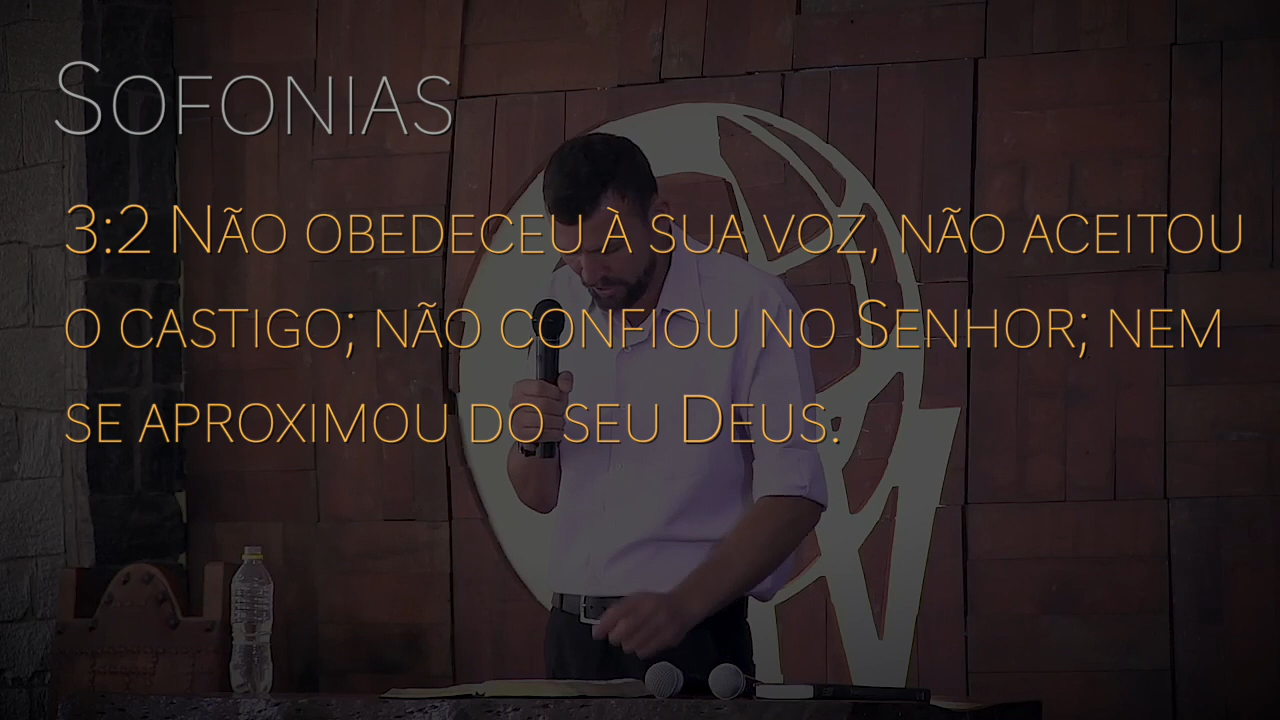 Sofonias
3:2 Não obedeceu à sua voz, não aceitou
o castigo; não confiou no Senhor; nem
se aproximou do seu Deus.